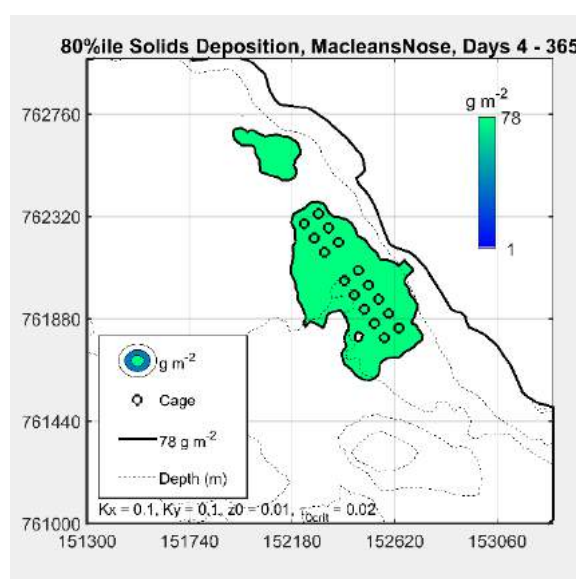 80%ile Solids Deposition, MacleansNose, Days 4 - 365
g m-2
762760
78
762320
1
761880
g m-2
Cage
761440
78 g m-2
Depth (m)
Kx = 0.1, Ky = 0.1, z0 = 0.01, τbcrit = 0.02
761000
151300 151740 152180 152620 153060